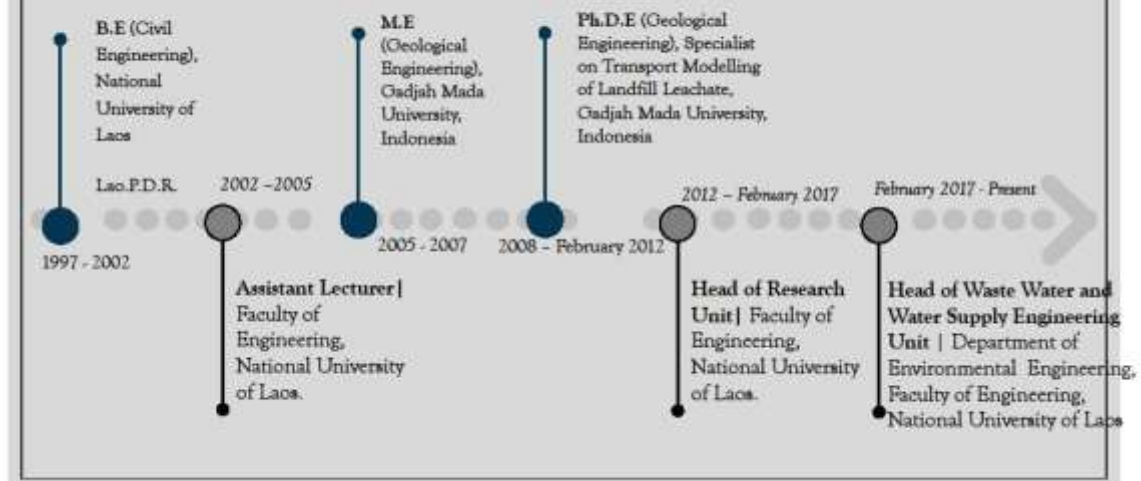 B.E (Civil
Engineering),
National
University of
Laos
Lao.P.D.R.
1997 - 2002
2002 –2005
Assistant Lecturer|
Faculty of
Engineering,
National University
of Laos.
M.E
(Geological
Engineering),
Gadjah Mada
University,
Indonesia
2005 - 2007
Ph.D.E (Geological
Engineering), Specialist
on Transport Modelling
of Landfill Leachate,
Gadjah Mada University,
Indonesia
2008 – February 2012
2012 – February 2017
Head of Research
Unit| Faculty of
Engineering,
National University
of Laos.
February 2017 - Present
Head of Waste Water and
Water Supply Engineering
Unit | Department of
Environmental Engineering,
Faculty of Engineering,
National University of Laos